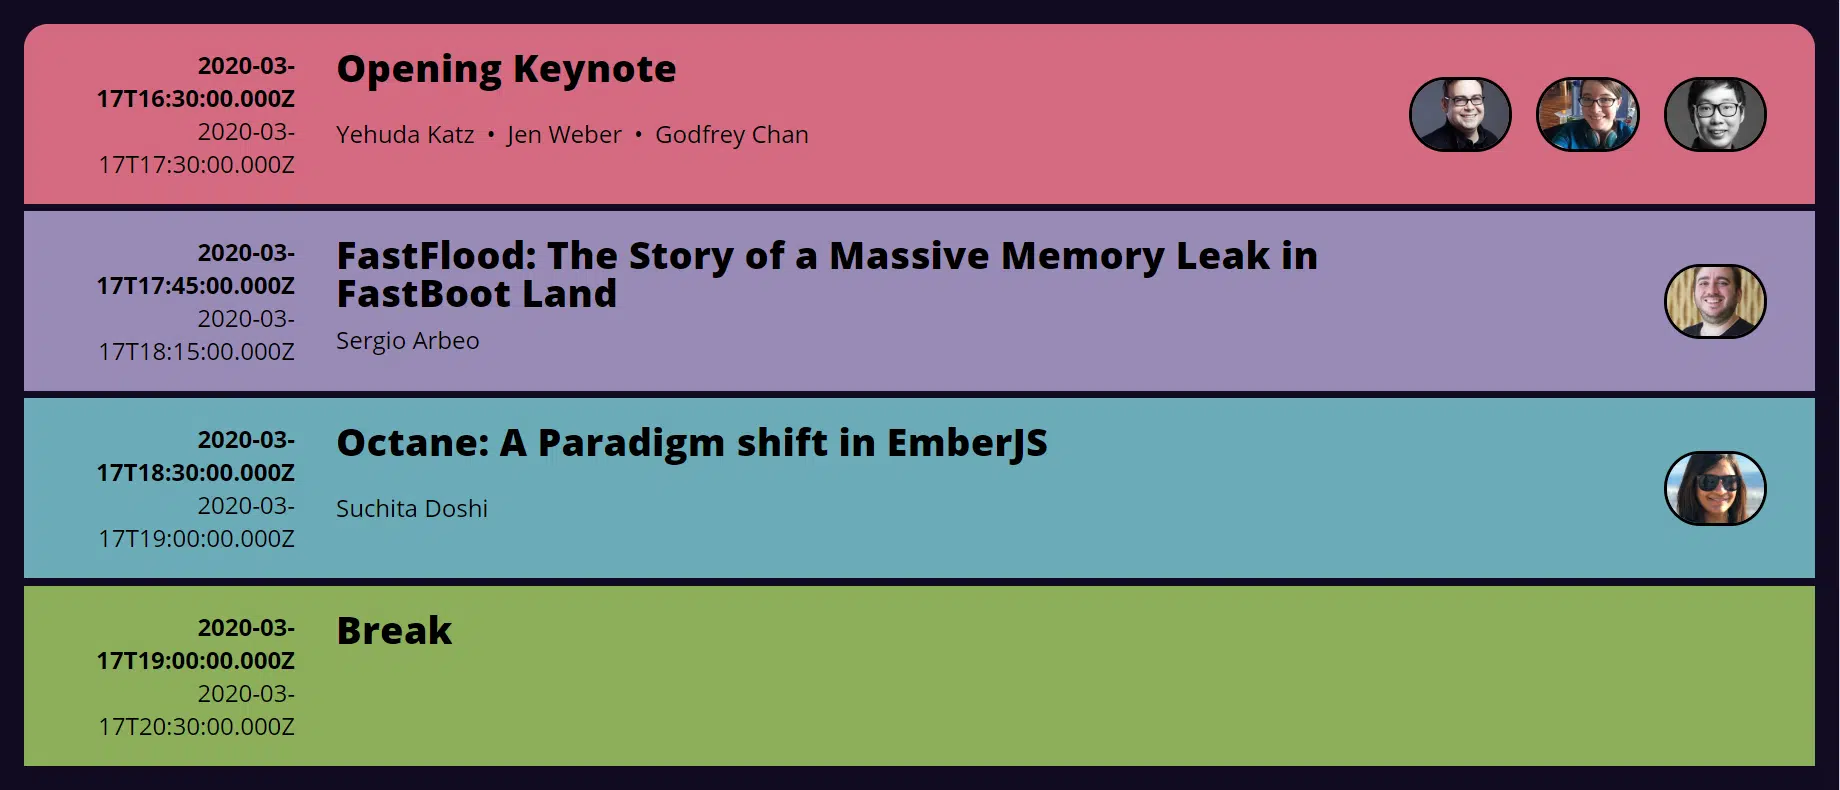 2020-03-
17T16:30:00.000Z
2020-03-
17T17:30:00.000Z
Opening Keynote
Yehuda Katz • Jen Weber • Godfrey Chan
2020-03-
17T17:45:00.000Z
2020-03-
17T18:15:00.000Z
FastFlood: The Story of a Massive Memory Leak in
FastBoot Land
Sergio Arbeo
2020-03-
17T18:30:00.000Z
2020-03-
17T19:00:00.000Z
Octane: A Paradigm shift in EmberJS
Suchita Doshi
2020-03-
17T19:00:00.000Z
2020-03-
17T20:30:00.000Z
Break